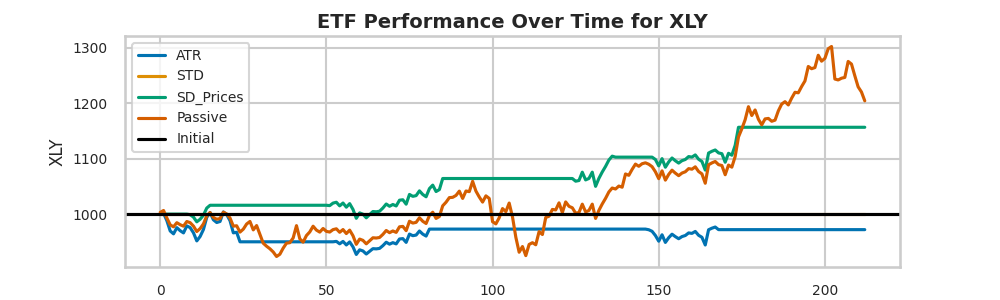 ETF Performance Over Time for XLY
1300
1200
1100
1000
XLY
ATR
STD
SD_Prices
Passive
Initial
0
50
100
150
200